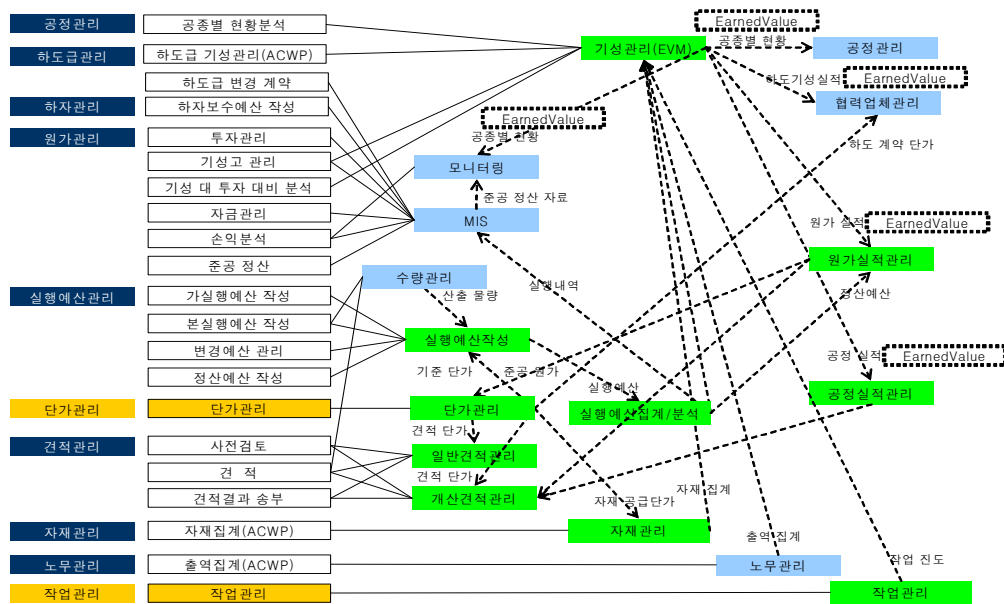 공정관리
공종별 현황분석
하도급관리
하도급 기성관리(ACWP)
하도급 변경 계약
하자관리
하자보수예산 작성
원가관리
투자관리
기성고 관리
기성 대 투자 대비 분석
자금관리
손익분석
준공 정산
실행예산관리
가실행예산 작성
본실행예산 작성
변경예산 관리
정산예산 작성
단가관리
단가관리
견적관리
사전검토
견 적
견적결과 송부
자재관리
자재집계(ACWP)
노무관리
출역집계(ACWP)
작업관리
작업관리
EarnedValue
기성관리(EVM)
공종별 현황
공정관리
하도기성실적
EarnedValue
협력업체관리
EarnedValue
공종별 현황
하도 계약 단가
모니터링
준공 정산 자료
MIS
원가 실적
EarnedValue
원가실적관리
수량관리
산출 물량
실행내역
정산예산
실행예산작성
기준 단가
준공 원가
공정 실적
EarnedValue
실행예산
공정실적관리
단가관리
실행예산집계/분석
견적 단가
일반견적관리
견적 단가
개산견적관리
자재 집계
자재 공급단가
자재관리
출역 집계
노무관리
작업 진도
작업관리